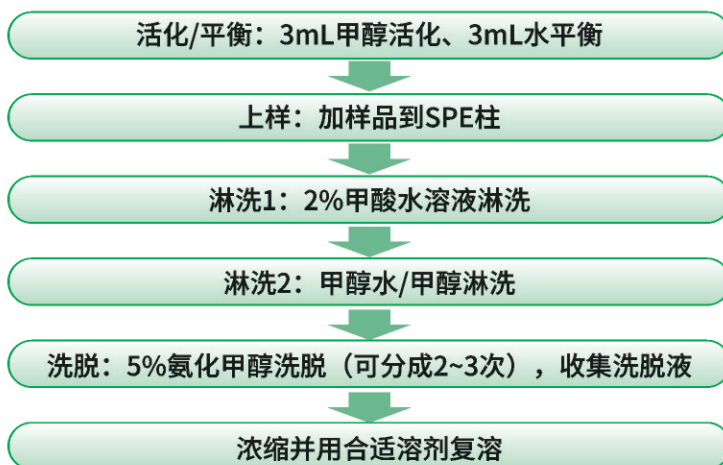 活化/平衡：3mL甲醇活化、3mL水平衡
上样：加样品到SPE柱
淋洗1：2%甲酸水溶液淋洗
淋洗2：甲醇水/甲醇淋洗
洗脱：5%氨化甲醇洗脱（可分成2~3次），收集洗脱液
浓缩并用合适溶剂复溶